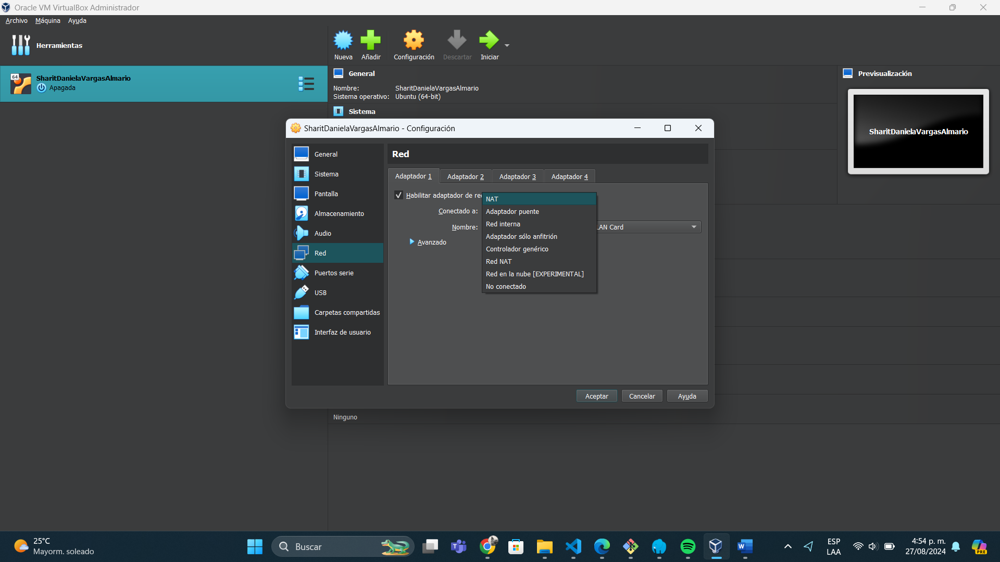 Oracle VM VirtualBox Administrador
Archivo Máquina Ayuda
Herramientas
Nueva Añadir Configuración Descartar Iniciar
64
SharitDanielaVargasAlmario
Apagada
General
Nombre: SharitDanielaVargasAlmario
Sistema operativo: Ubuntu (64-bit)
Sistema
Previsualización
SharitDanielaVargasAlmario
SharitDanielaVargasAlmario - Configuración
General
Sistema
Pantalla
Almacenamiento
Audio
Red
Puertos serie
USB
Carpetas compartidas
Interfaz de usuario
Red
Adaptador 1 Adaptador 2 Adaptador 3 Adaptador 4
Habilitar adaptador de re
Conectado a:
Nombre: LAN Card
Avanzado
NAT
Adaptador puente
Red interna
Adaptador sólo anfitrión
Controlador genérico
Red NAT
Red en la nube [EXPERIMENTAL]
No conectado
Aceptar Cancelar Ayuda
Ninguno
25°C
Mayorm. soleado
Buscar
ESP
LAA
4:54 p. m.
27/08/2024
PRE